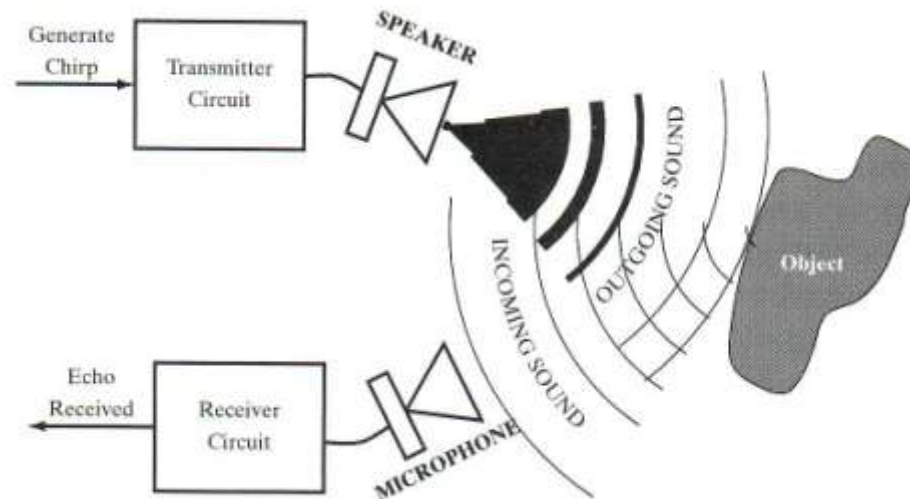 Generate
Chirp
Transmitter
Circuit
SPEAKER
OUTGOING SOUND
INCOMING SOUND
Object
Echo
Received
Receiver
Circuit
MICROPHONE